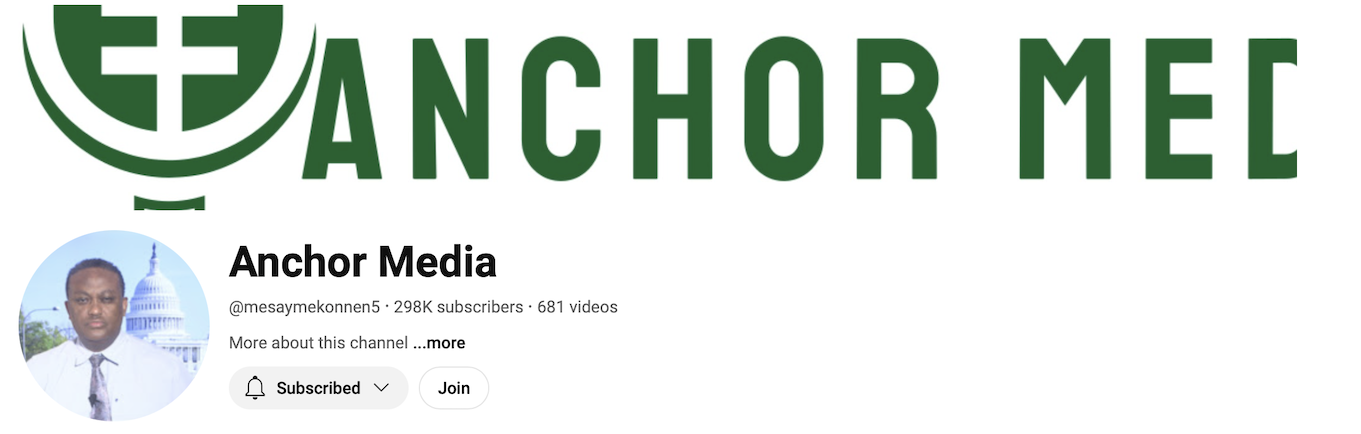 ANCHOR MED
Anchor Media
@mesaymekonnen5 · 298K subscribers · 681 videos
More about this channel ...more
Subscribed
Join